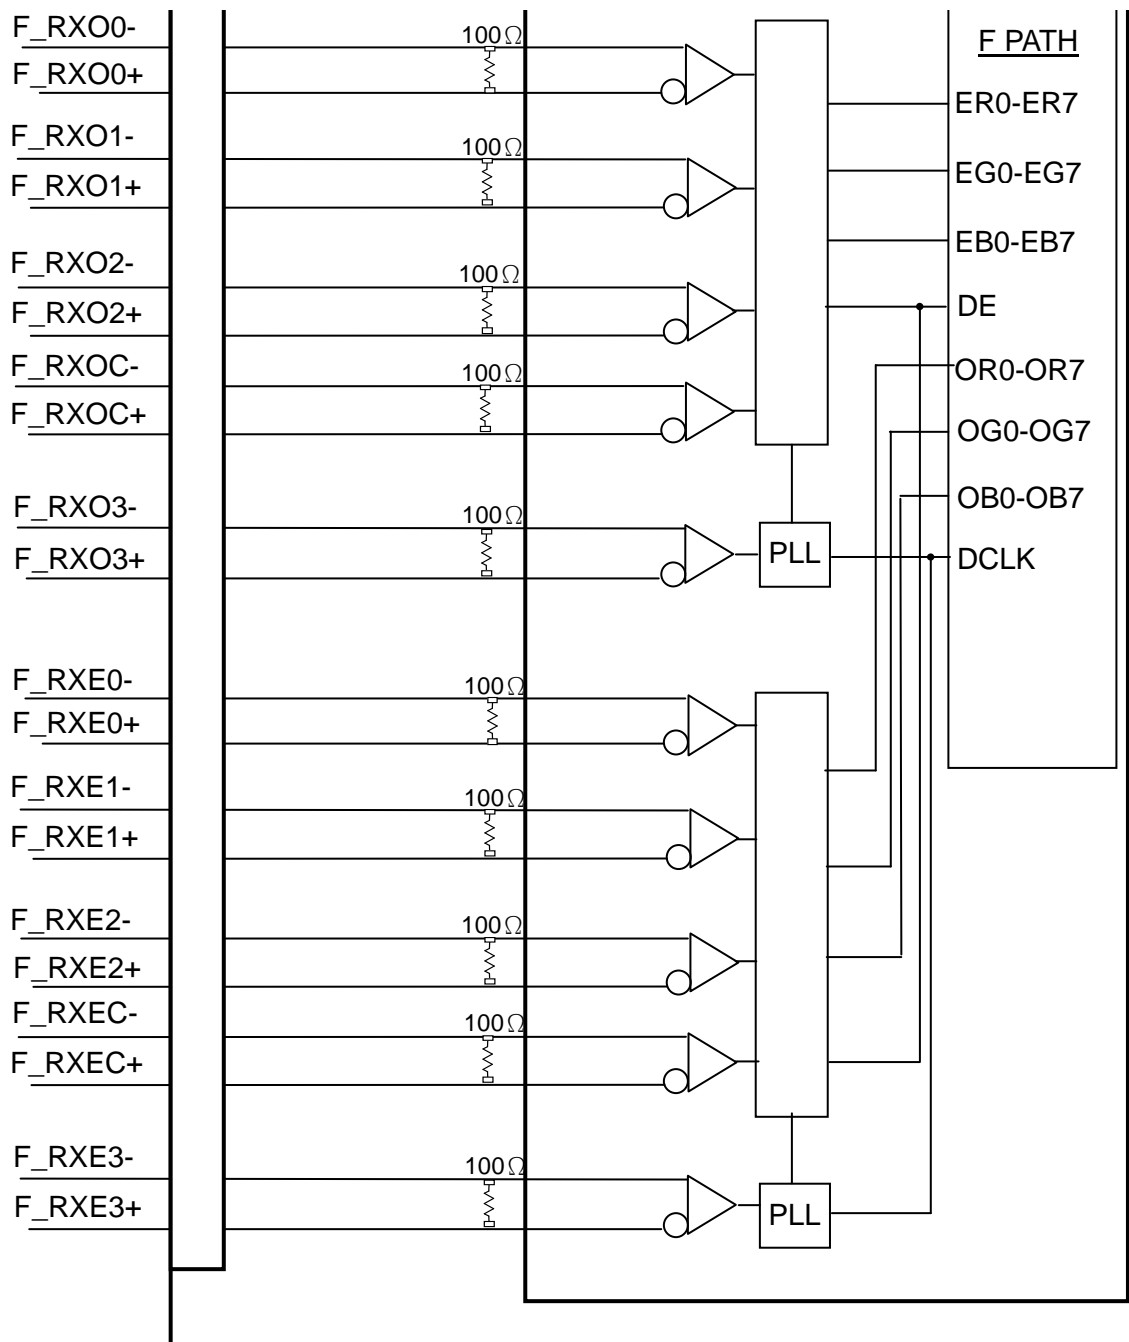 F_RXO0-
100Ω
F PATH
F_RXO0+
ER0-ER7
F_RXO1-
100Ω
F_RXO1+
EG0-EG7
EB0-EB7
F_RXO2-
100Ω
F_RXO2+
DE
F_RXOC-
100Ω
OR0-OR7
F_RXOC+
OG0-OG7
OB0-OB7
F_RXO3-
100Ω
F_RXO3+
PLL
DCLK
F_RXE0-
100Ω
F_RXE0+
F_RXE1-
100Ω
F_RXE1+
F_RXE2-
100Ω
F_RXE2+
F_RXEC-
100Ω
F_RXEC+
F_RXE3-
100Ω
F_RXE3+
PLL